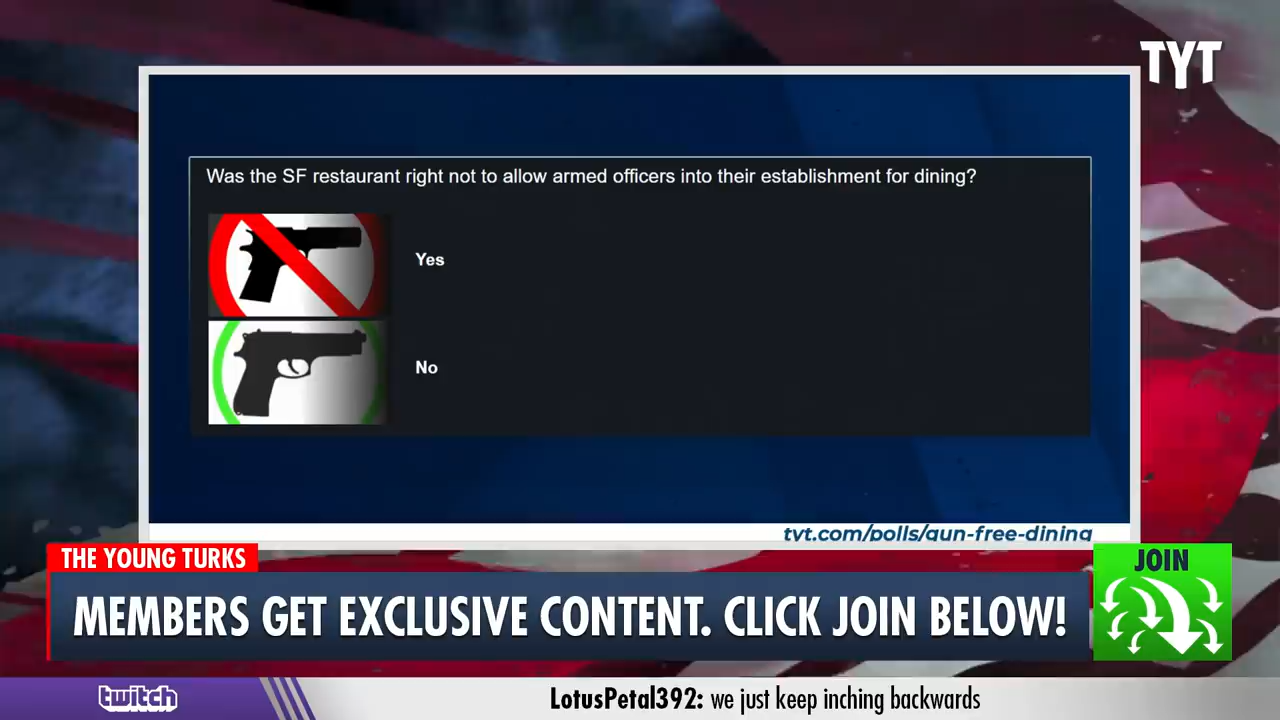 TYT
Was the SF restaurant right not to allow armed officers into their establishment for dining?
Yes
No
tyt.com/polls/gun-free-dining
THE YOUNG TURKS
JOIN
MEMBERS GET EXCLUSIVE CONTENT. CLICK JOIN BELOW!
twitch
LotusPetal392: we just keep inching backwards